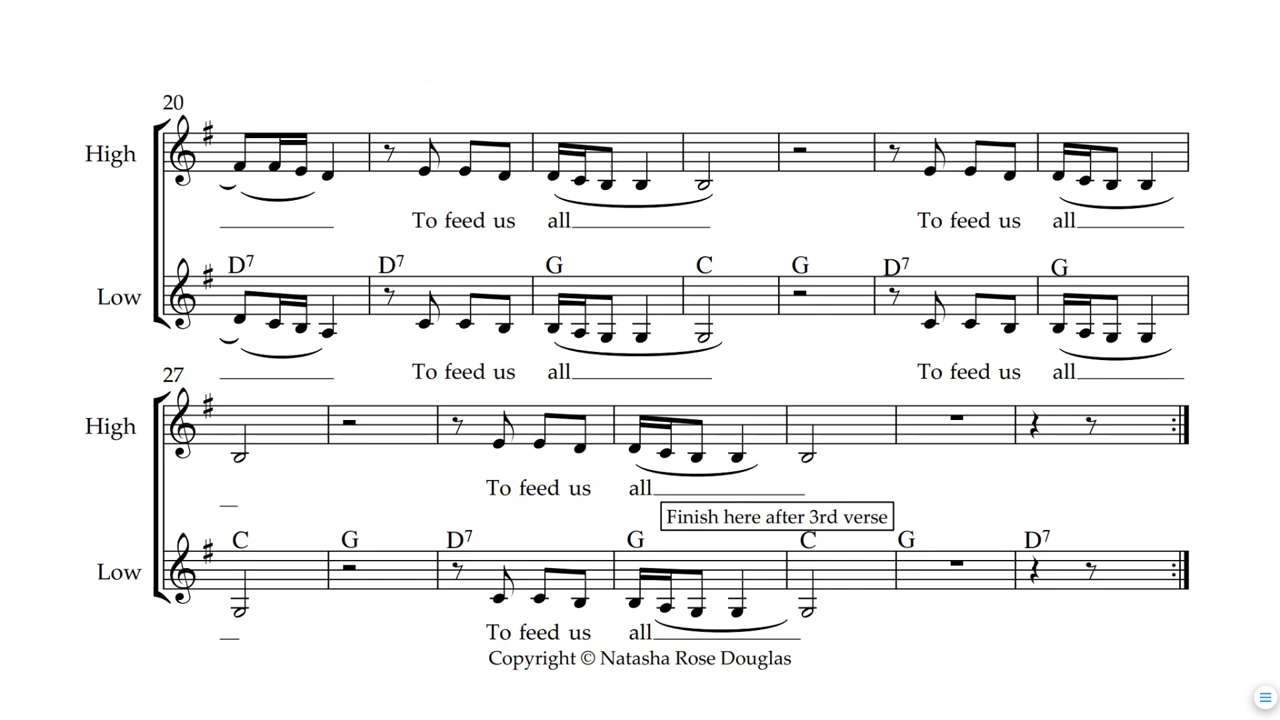 20
High
To feed us all To feed us all
D7 D7 G C G D7 G
Low
To feed us all To feed us all
27
High
To feed us all
Finish here after 3rd verse
C G D7 G C G D7
Low
To feed us all
Copyright © Natasha Rose Douglas